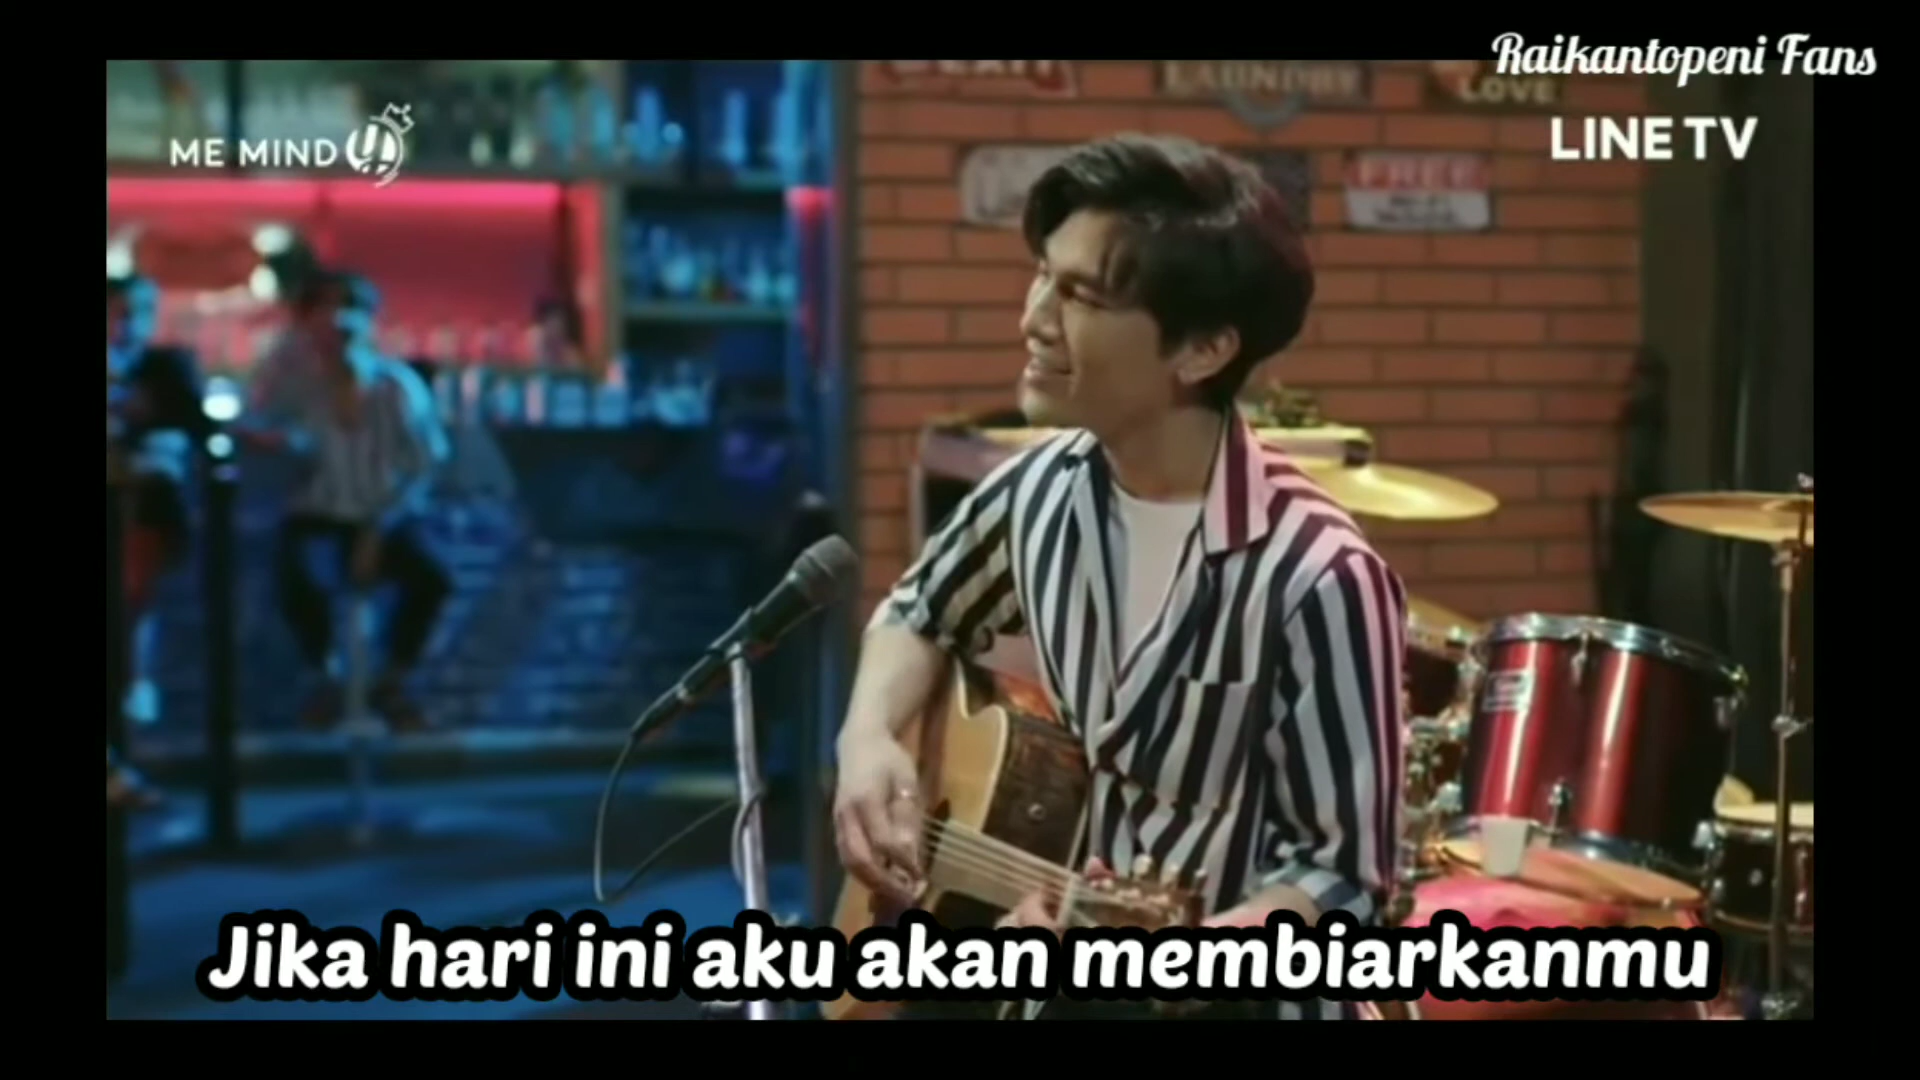 Raikantopeni Fans
LAUNDRY
LOVE
ME MIND
LINE TV
FREE
Jika hari ini aku akan membiarkanmu